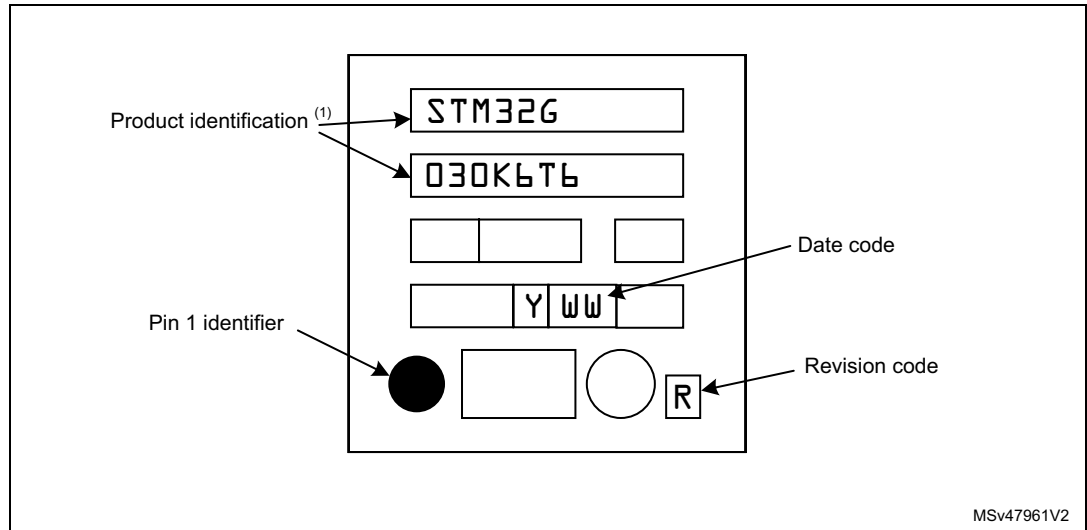 STM32G
Product identification (1)
030K6T6
Date code
Y WW
Pin 1 identifier
Revision code
R
MSv47961V2